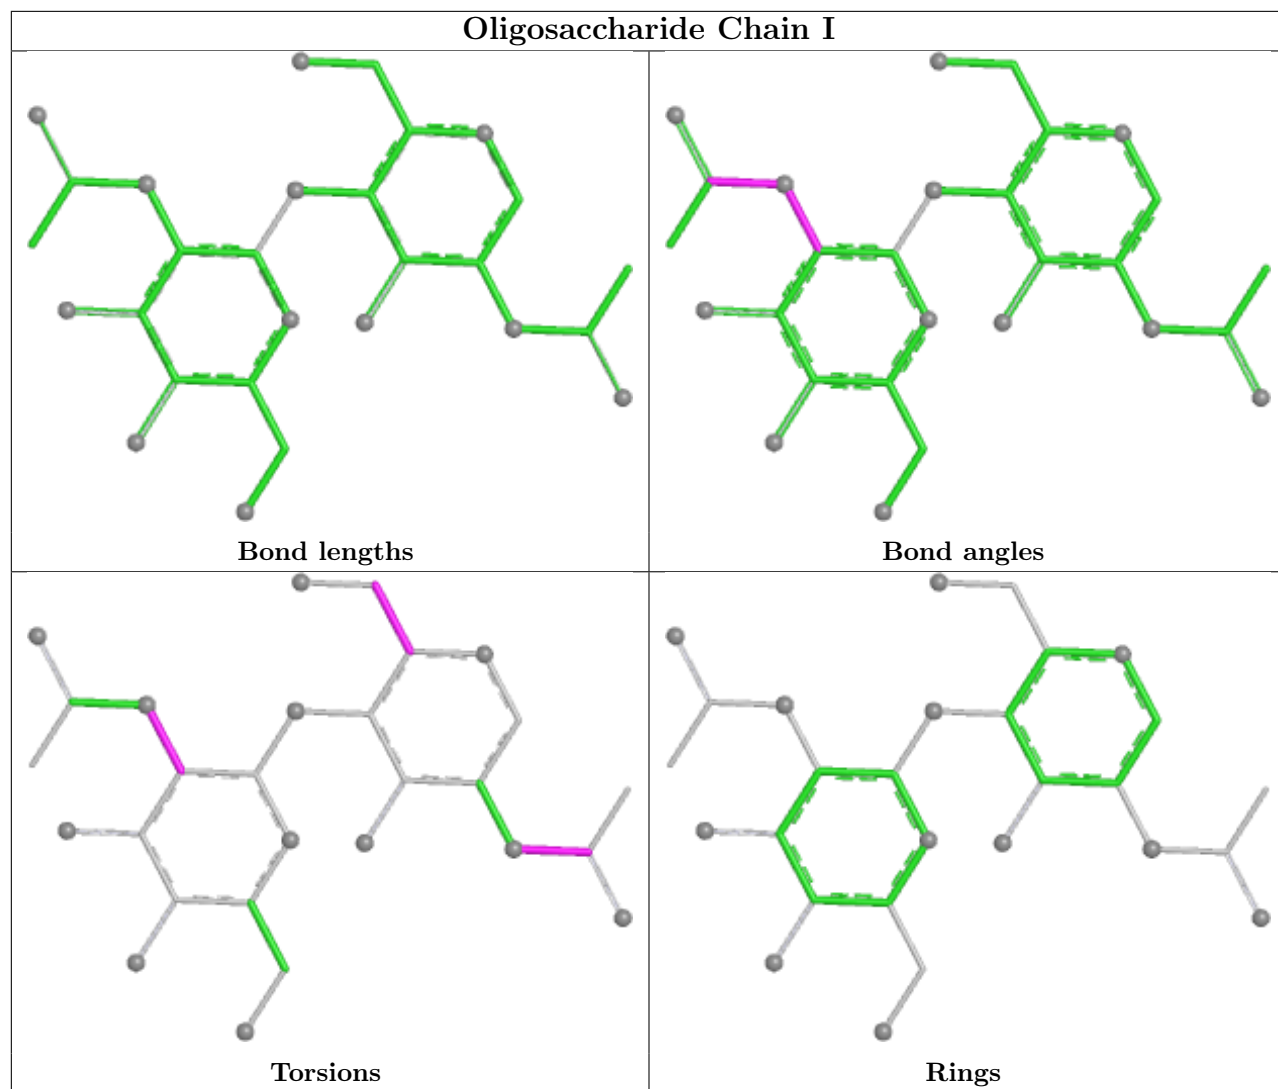 Oligosaccharide Chain I
Bond lengths
Bond angles
Torsions
Rings